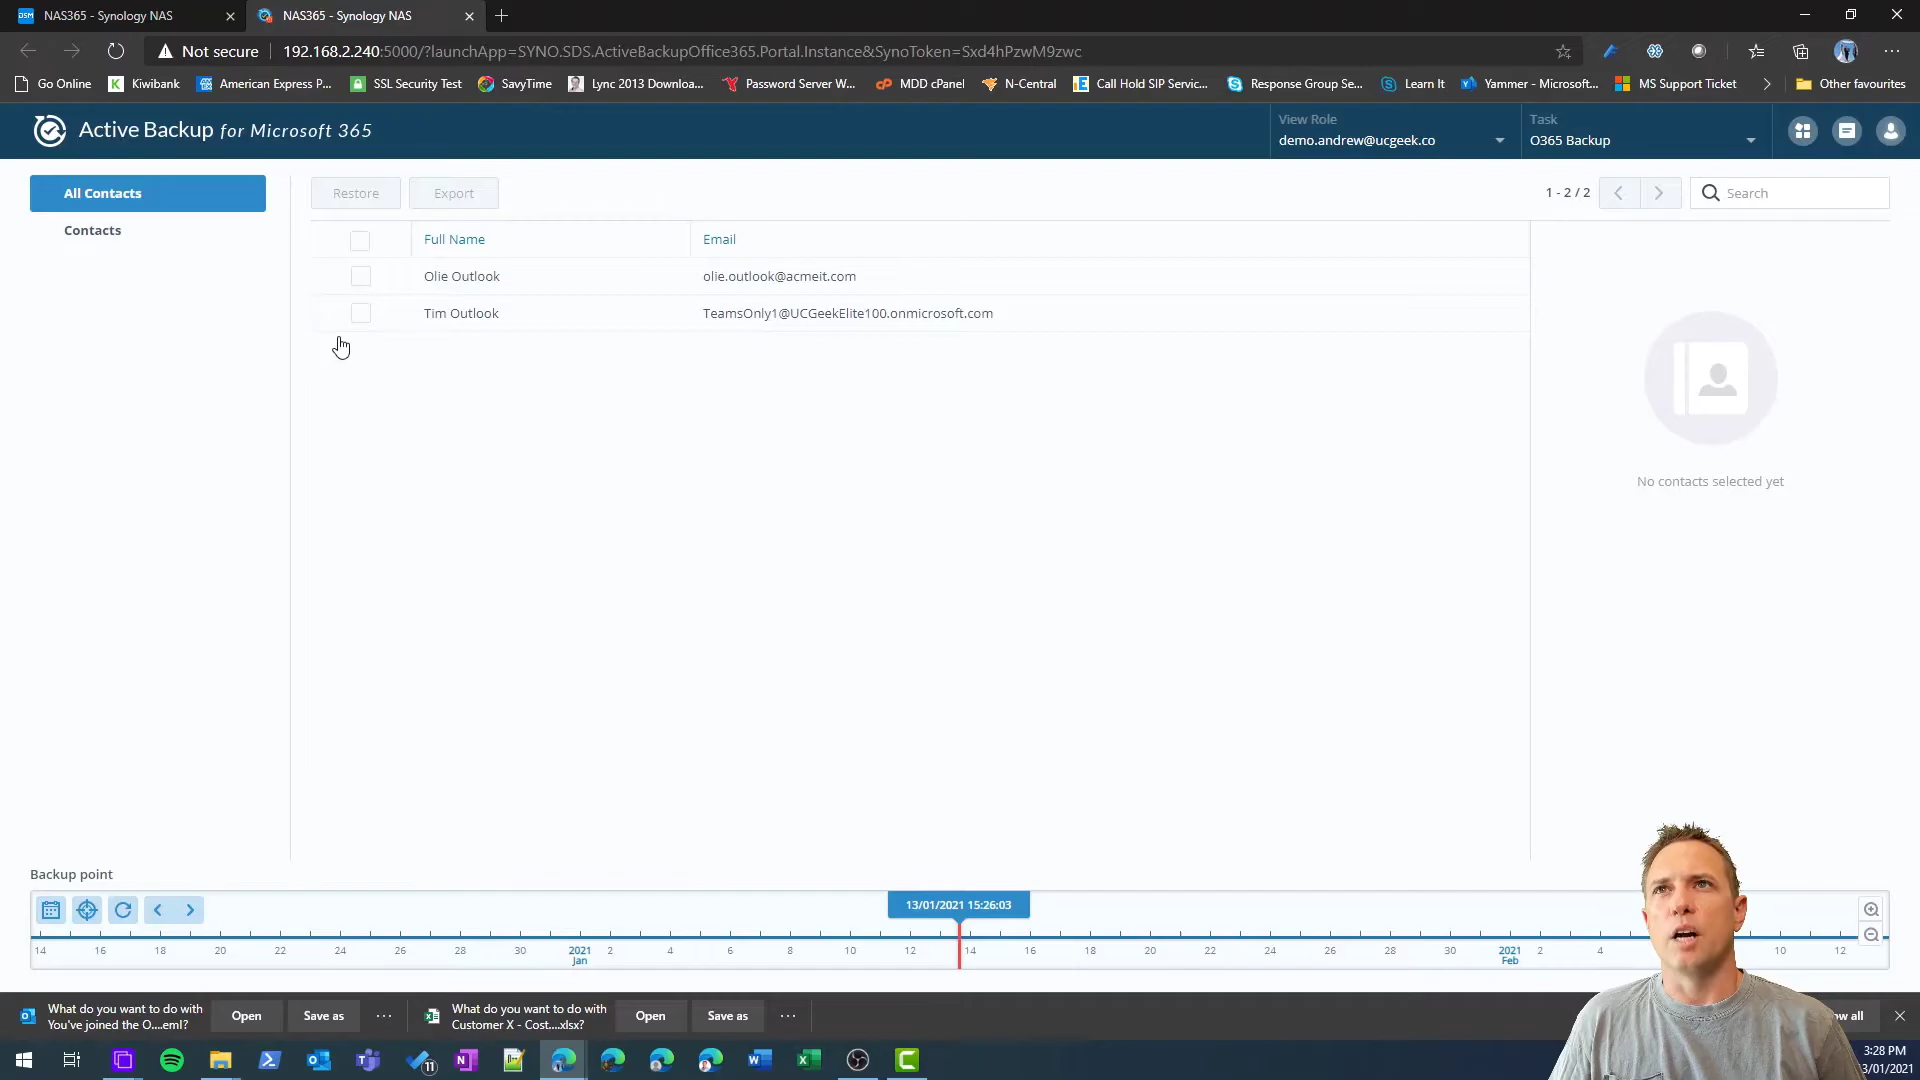 NAS365 - Synology NAS
NAS365 - Synology NAS
Not secure
192.168.2.240:5000/?launchApp=SYNO.SDS.ActiveBackupOffice365.Portal.Instance&SynoToken=Sxd4hPzwM9zwc
Go Online
Kiwibank
American Express P...
SSL Security Test
SavyTime
Lync 2013 Downloa...
Password Server W...
MDD cPanel
N-Central
Call Hold SIP Servic...
Response Group Se...
Learn It
Yammer - Microsoft...
MS Support Ticket
Other favourites
Active Backup for Microsoft 365
View Role
demo.andrew@ucgeek.co
Task
O365 Backup
All Contacts
Contacts
Restore
Export
1 - 2 / 2
Search
Full Name
Email
Olie Outlook
olie.outlook@acmeit.com
Tim Outlook
TeamsOnly1@UCGeekElite100.onmicrosoft.com
No contacts selected yet
Backup point
13/01/2021 15:26:03
14 16 18 20 22 24 26 28 30 2021 2 4 6 8 10 12 14 16 18 20 22 24 26 28 30 2021 2 4 10 12
Jan Feb
What do you want to do with
You've joined the O....eml?
Open
Save as
What do you want to do with
Customer X - Cost....xlsx?
Open
Save as
ow all
11
3:28 PM
3/01/2021